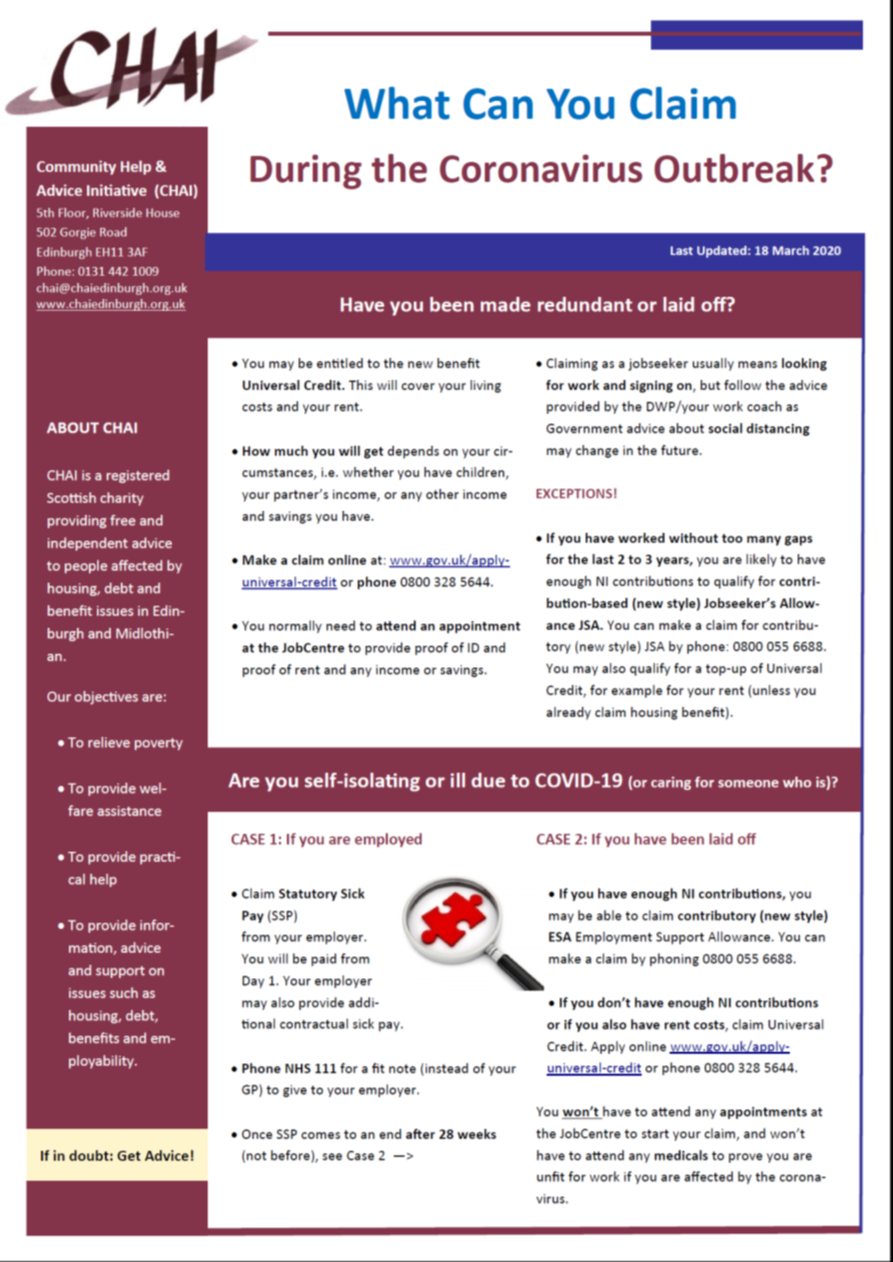 CHAI
What Can You Claim
During the Coronavirus Outbreak?
Community Help &
Advice Initiative (CHAI)
5th Floor, Riverside House
502 Gorgie Road
Edinburgh EH11 3AF
Phone: 0131 442 1009
chai@chaiedinburgh.org.uk
www.chaiedinburgh.org.uk
ABOUT CHAI
CHAI is a registered
Scottish charity
providing free and
independent advice
to people affected by
housing, debt and
benefit issues in Edin-
burgh and Midlothi-
an.
Our objectives are:
• To relieve poverty
• To provide wel-
fare assistance
• To provide practi-
cal help
• To provide infor-
mation, advice
and support on
issues such as
housing, debt,
benefits and em-
ployability.
If in doubt: Get Advice!
Last Updated: 18 March 2020
Have you been made redundant or laid off?
• You may be entitled to the new benefit
Universal Credit. This will cover your living
costs and your rent.
• How much you will get depends on your cir-
cumstances, i.e. whether you have children,
your partner's income, or any other income
and savings you have.
• Make a claim online at: www.gov.uk/apply-
universal-credit or phone 0800 328 5644.
• You normally need to attend an appointment
at the JobCentre to provide proof of ID and
proof of rent and any income or savings.
• Claiming as a jobseeker usually means looking
for work and signing on, but follow the advice
provided by the DWP/your work coach as
Government advice about social distancing
may change in the future.
EXCEPTIONS!
• If you have worked without too many gaps
for the last 2 to 3 years, you are likely to have
enough NI contributions to qualify for contri-
bution-based (new style) Jobseeker's Allow-
ance JSA. You can make a claim for contribu-
tory (new style) JSA by phone: 0800 055 6688.
You may also qualify for a top-up of Universal
Credit, for example for your rent (unless you
already claim housing benefit).
Are you self-isolating or ill due to COVID-19 (or caring for someone who is)?
CASE 1: If you are employed
• Claim Statutory Sick
Pay (SSP)
from your employer.
You will be paid from
Day 1. Your employer
may also provide addi-
tional contractual sick pay.
• Phone NHS 111 for a fit note (instead of your
GP) to give to your employer.
• Once SSP comes to an end after 28 weeks
(not before), see Case 2 —>
CASE 2: If you have been laid off
• If you have enough NI contributions, you
may be able to claim contributory (new style)
ESA Employment Support Allowance. You can
make a claim by phoning 0800 055 6688.
• If you don't have enough NI contributions
or if you also have rent costs, claim Universal
Credit. Apply online www.gov.uk/apply-
universal-credit or phone 0800 328 5644.
You won't have to attend any appointments at
the JobCentre to start your claim, and won't
have to attend any medicals to prove you are
unfit for work if you are affected by the corona-
virus.